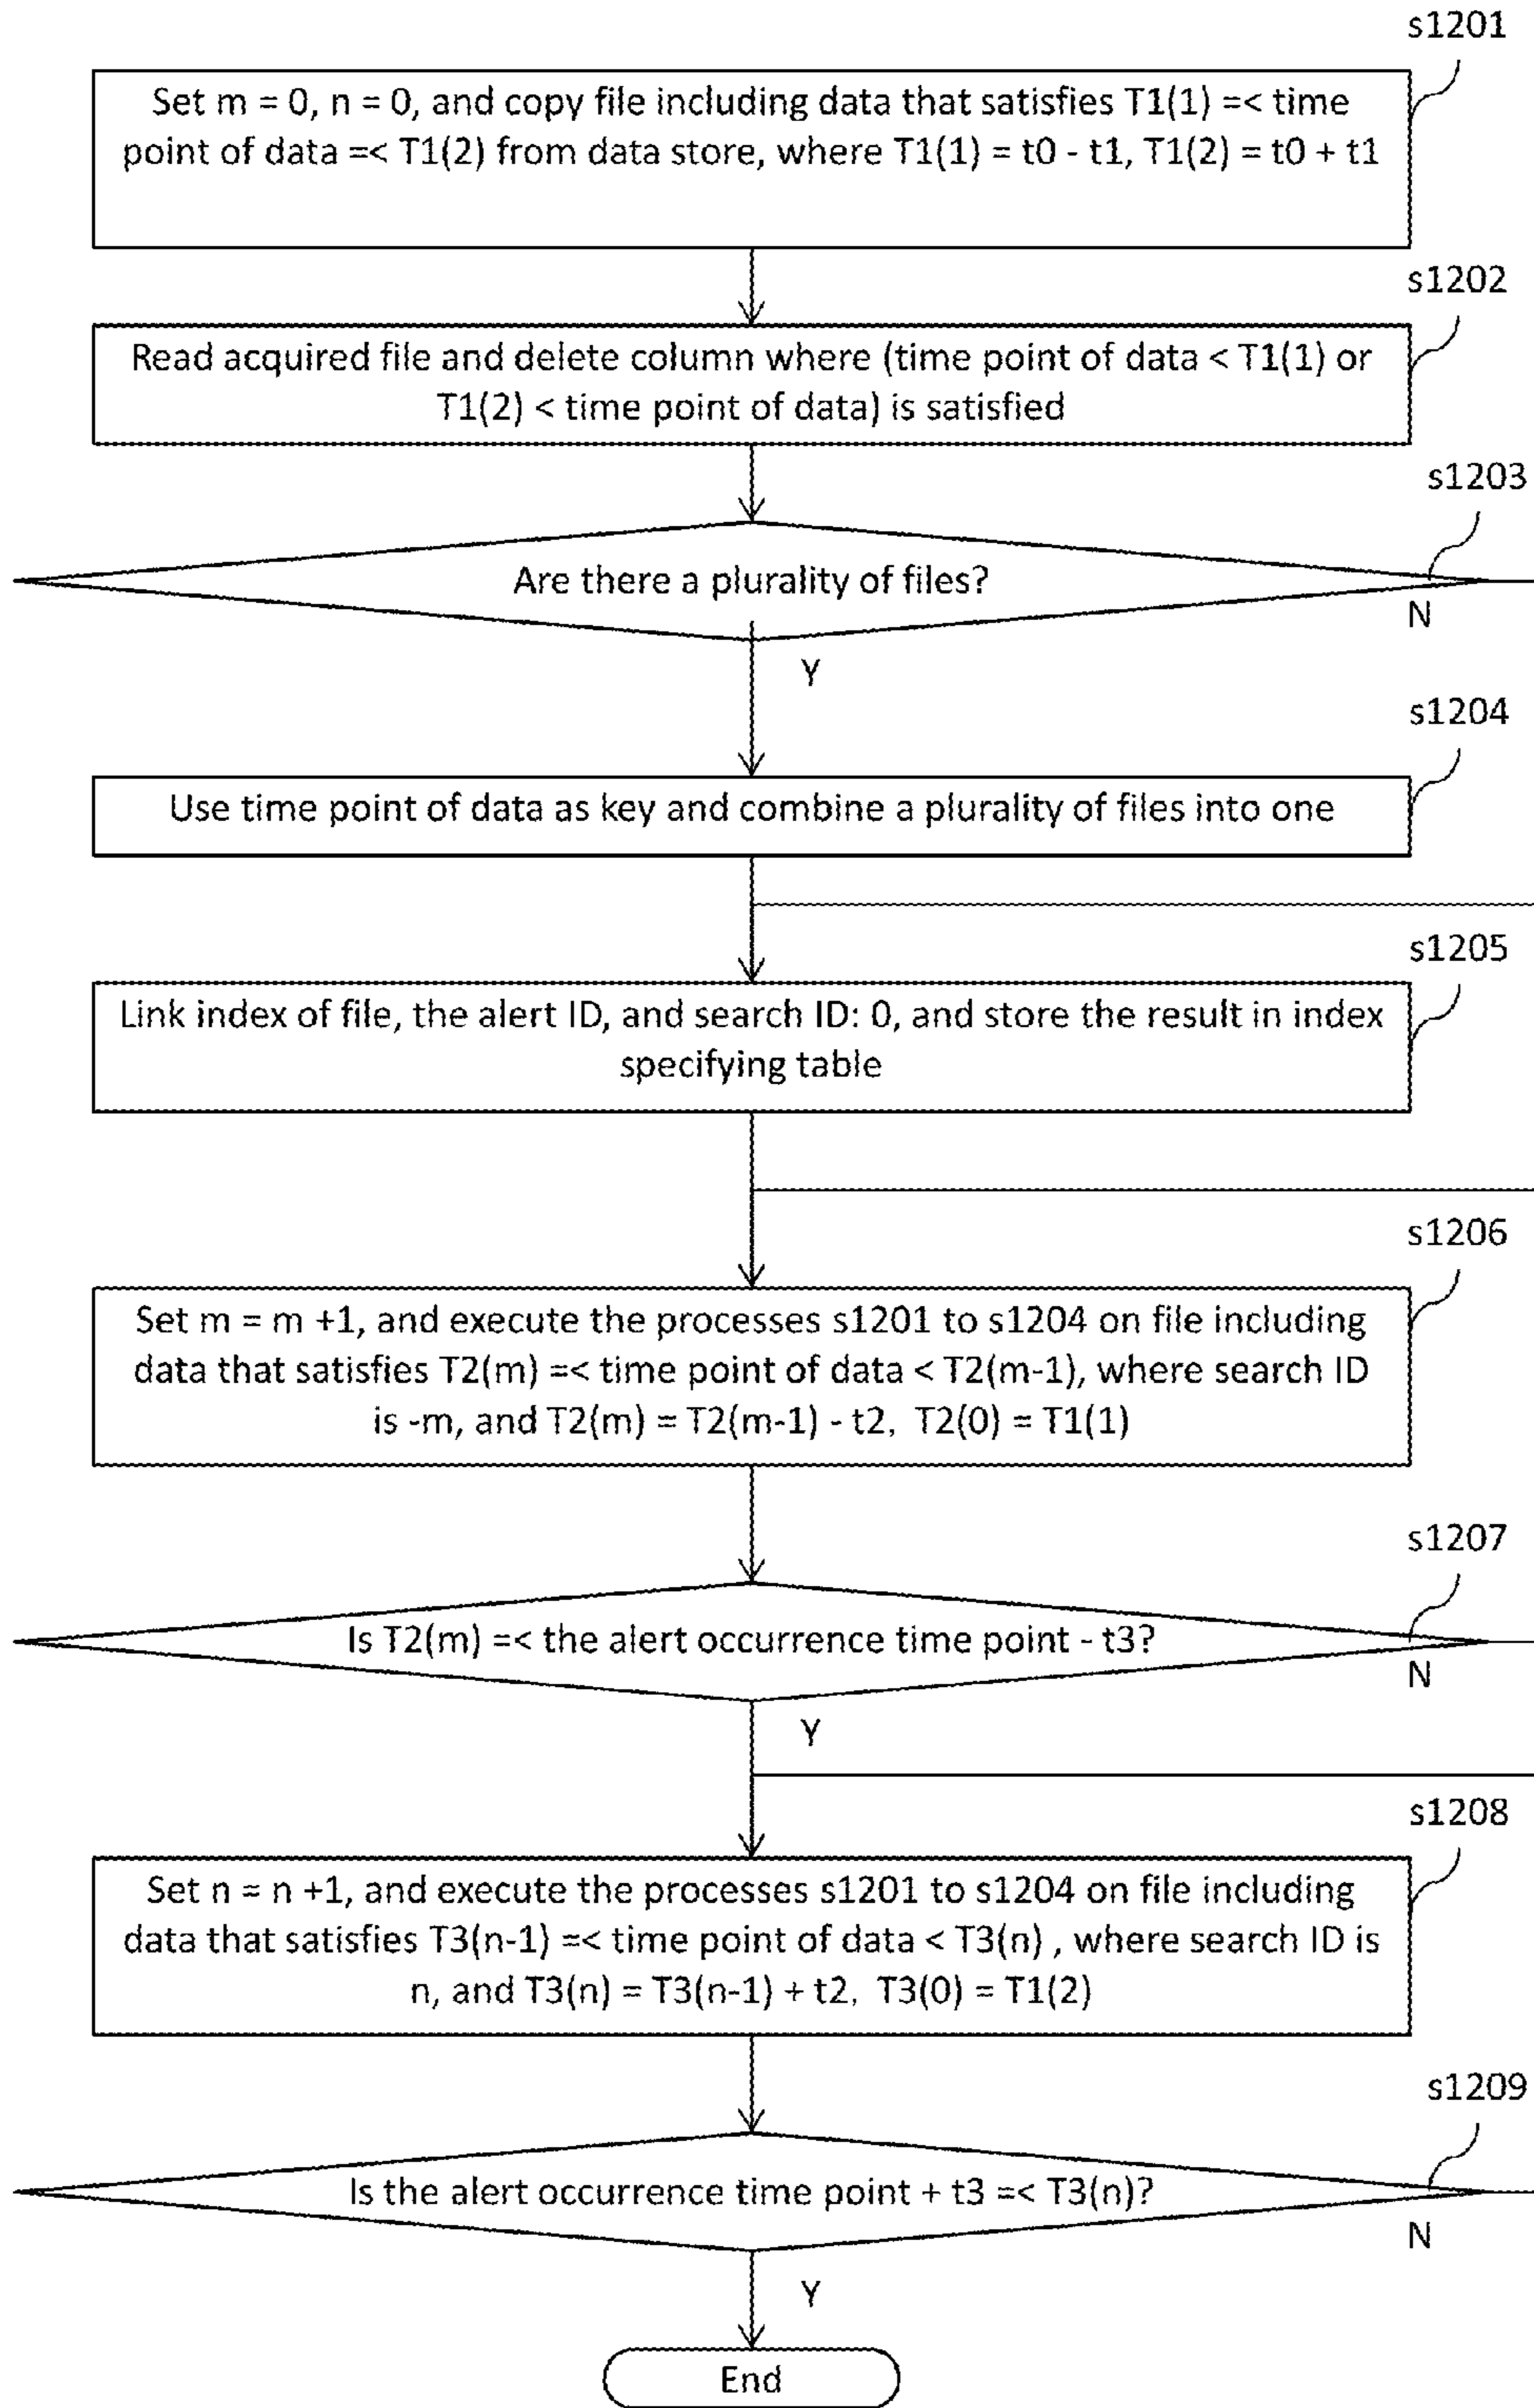 s1201
Set m = 0, n = 0, and copy file including data that satisfies T1(1) =< time
point of data =< T1(2) from data store, where T1(1) = t0 - t1, T1(2) = t0 + t1
s1202
Read acquired file and delete column where (time point of data < T1(1) or
T1(2) < time point of data) is satisfied
s1203
Are there a plurality of files?
N
Y
s1204
Use time point of data as key and combine a plurality of files into one
s1205
Link index of file, the alert ID, and search ID: 0, and store the result in index
specifying table
s1206
Set m = m +1, and execute the processes s1201 to s1204 on file including
data that satisfies T2(m) =< time point of data < T2(m-1), where search ID
is -m, and T2(m) = T2(m-1) - t2, T2(0) = T1(1)
s1207
Is T2(m) =< the alert occurrence time point - t3?
N
Y
s1208
Set n = n +1, and execute the processes s1201 to s1204 on file including
data that satisfies T3(n-1) =< time point of data < T3(n) , where search ID is
n, and T3(n) = T3(n-1) + t2, T3(0) = T1(2)
s1209
Is the alert occurrence time point + t3 =< T3(n)?
N
Y
End